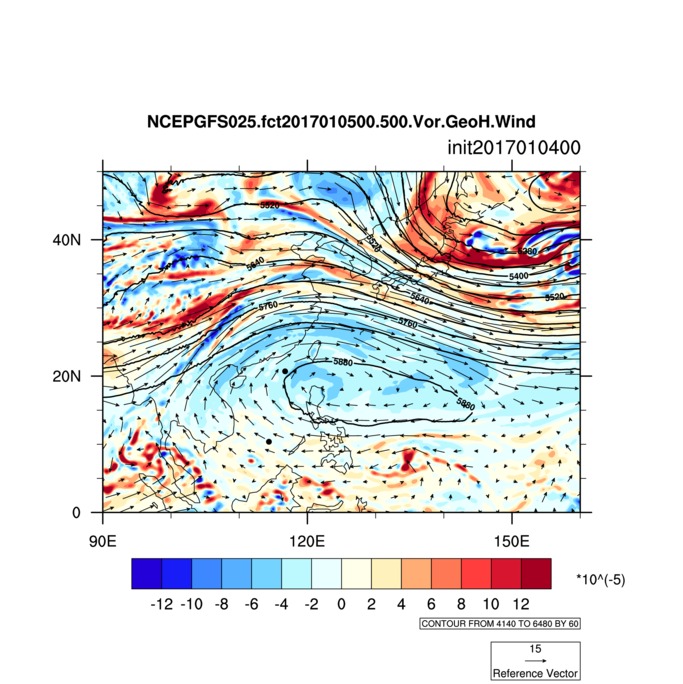 NCEPGFS025.fct2017010500.500.Vor.GeoH.Wind
init2017010400
5520
5520
5280
5400
5520
5640
5640
5760
5760
5880
5880
40N
20N
0
90E 120E 150E
-12 -10 -8 -6 -4 -2 0 2 4 6 8 10 12
*10^(-5)
CONTOUR FROM 4140 TO 6480 BY 60
15
Reference Vector